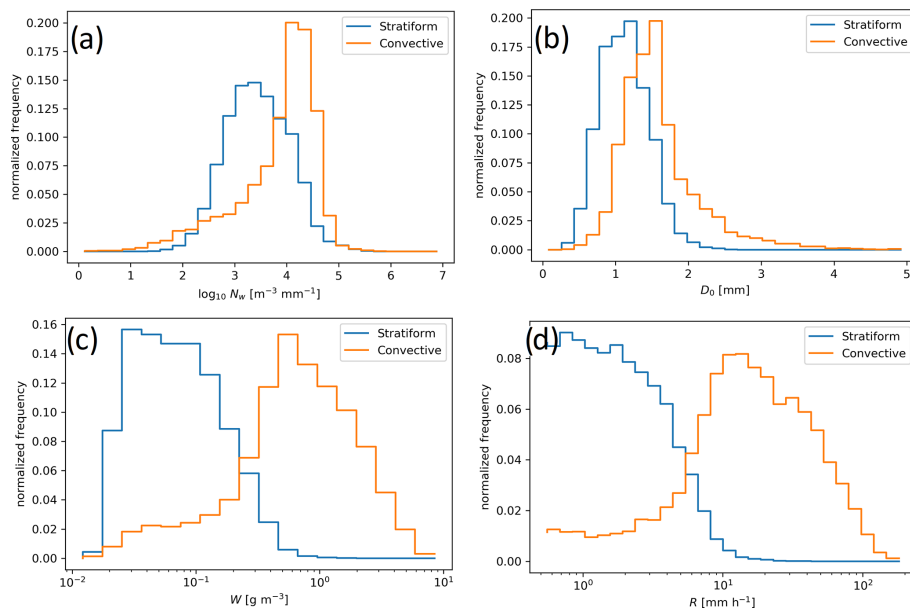 (a)
Stratiform
Convective
0.200
0.175
0.150
0.125
0.100
0.075
0.050
0.025
0.000
normalized frequency
0 1 2 3 4 5 6 7
log₁₀ N_w [m⁻³ mm⁻¹]
(b)
Stratiform
Convective
0.200
0.175
0.150
0.125
0.100
0.075
0.050
0.025
0.000
normalized frequency
0 1 2 3 4 5
D₀ [mm]
(c)
Stratiform
Convective
0.16
0.14
0.12
0.10
0.08
0.06
0.04
0.02
0.00
normalized frequency
10⁻² 10⁻¹ 10⁰ 10¹
W [g m⁻³]
(d)
Stratiform
Convective
0.08
0.06
0.04
0.02
0.00
normalized frequency
10⁰ 10¹ 10²
R [mm h⁻¹]